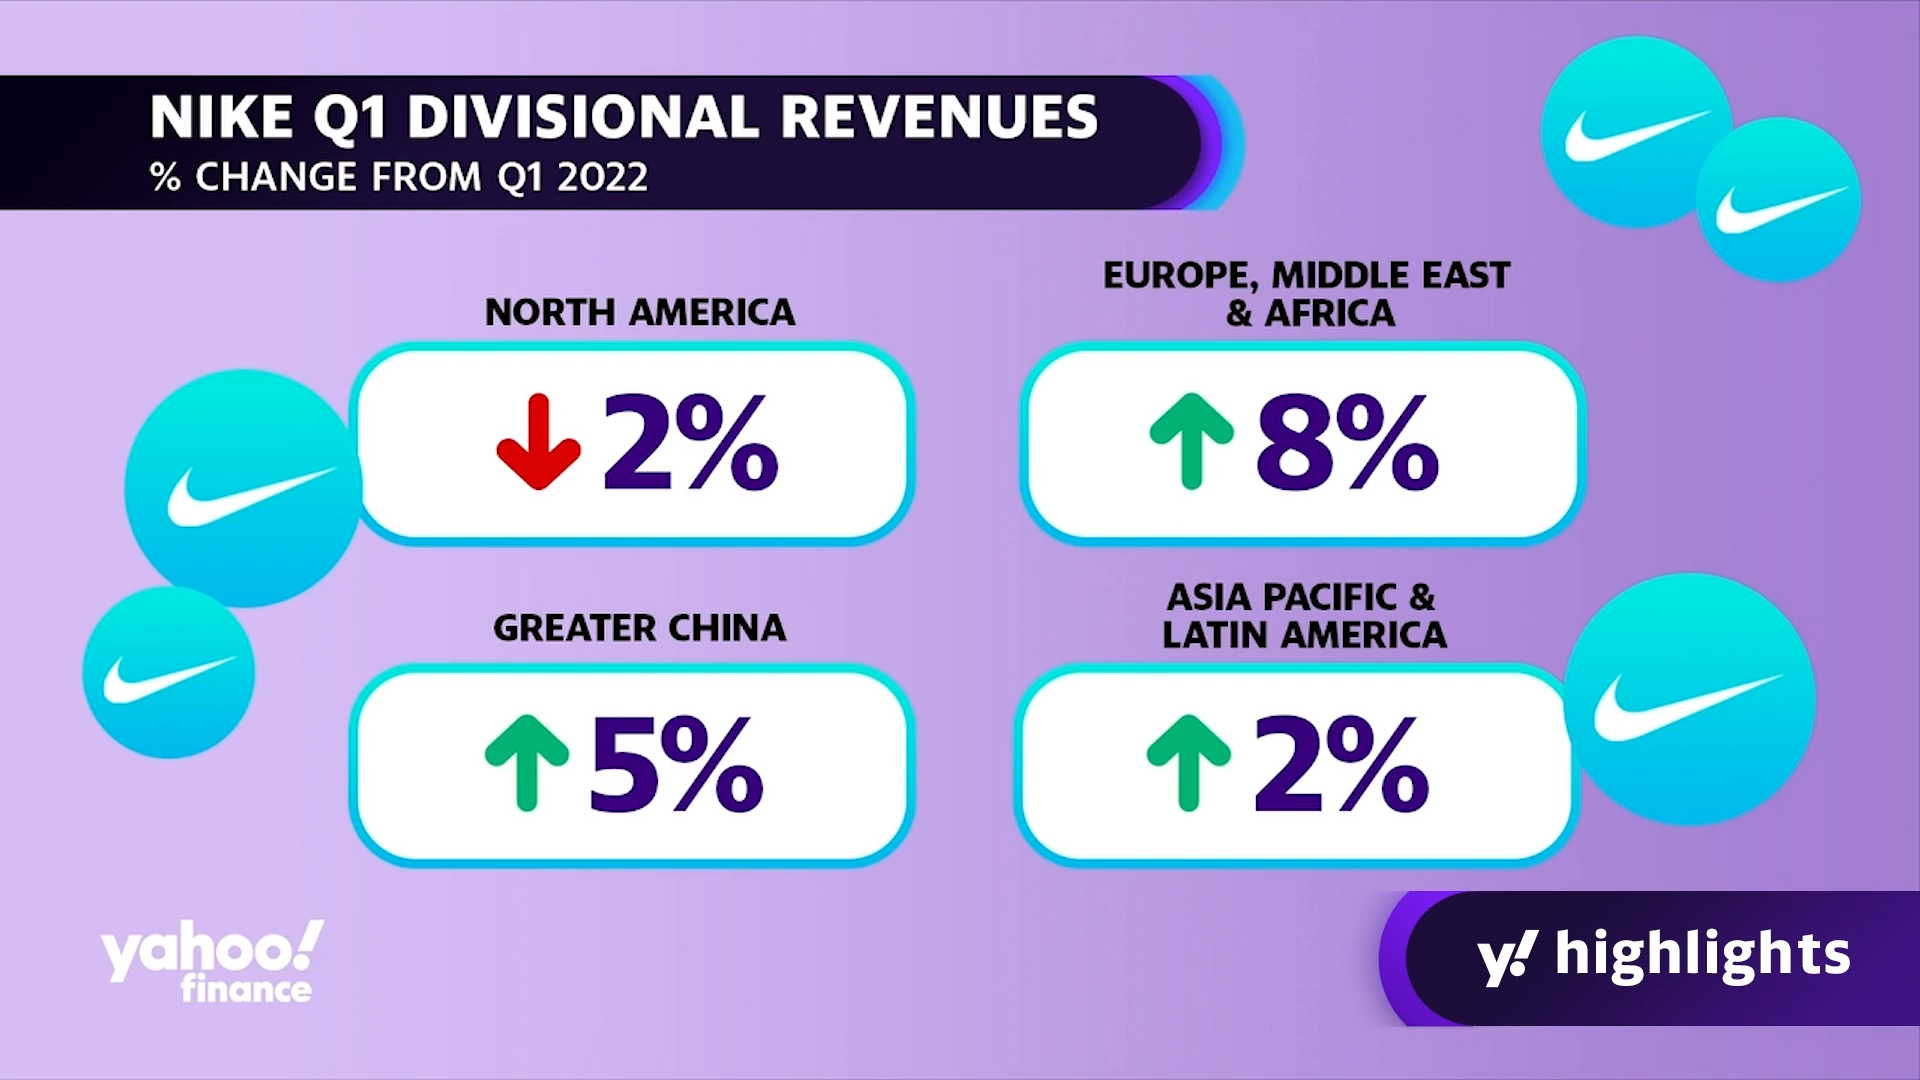 NIKE Q1 DIVISIONAL REVENUES
% CHANGE FROM Q1 2022
NORTH AMERICA
2%
EUROPE, MIDDLE EAST
& AFRICA
8%
GREATER CHINA
5%
ASIA PACIFIC &
LATIN AMERICA
2%
yahoo!
finance
y! highlights